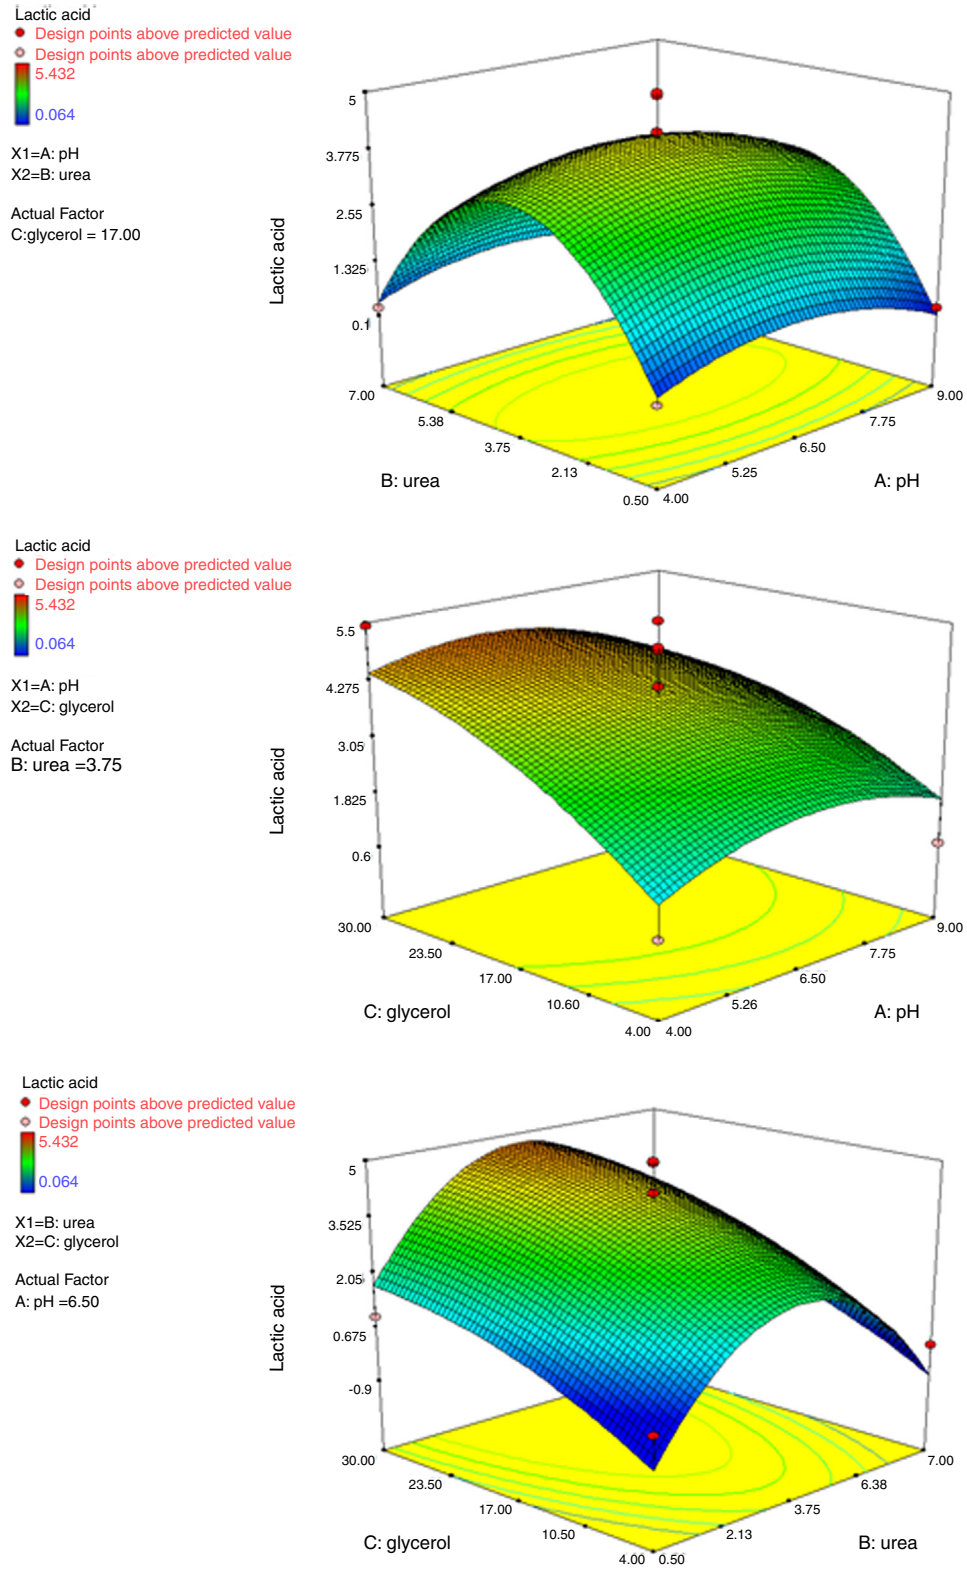 Lactic acid
Design points above predicted value
Design points above predicted value
5.432
0.064
X1=A: pH
X2=B: urea
Actual Factor
C:glycerol = 17.00
Lactic acid
5
3.775
2.55
1.325
0.1
7.00
5.38
3.75
2.13
0.50
4.00
5.25
6.50
7.75
9.00
B: urea
A: pH
Lactic acid
Design points above predicted value
Design points above predicted value
5.432
0.064
X1=A: pH
X2=C: glycerol
Actual Factor
B: urea =3.75
Lactic acid
5.5
4.275
3.05
1.825
0.6
30.00
23.50
17.00
10.60
4.00
4.00
5.26
6.50
7.75
9.00
C: glycerol
A: pH
Lactic acid
Design points above predicted value
Design points above predicted value
5.432
0.064
X1=B: urea
X2=C: glycerol
Actual Factor
A: pH =6.50
Lactic acid
5
3.525
2.05
0.675
-0.9
30.00
23.50
17.00
10.50
4.00
0.50
2.13
3.75
6.38
7.00
C: glycerol
B: urea